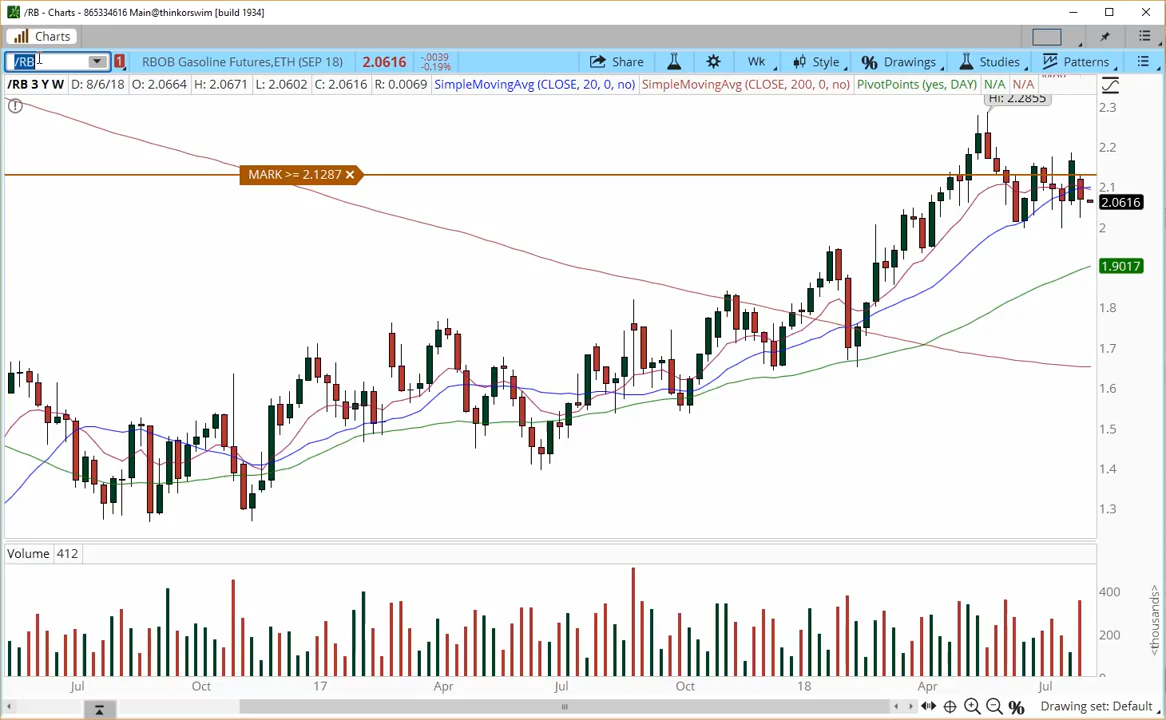 /RB - Charts - 865334616 Main@thinkorswim [build 1934]
Charts
/RB 1 RBOB Gasoline Futures,ETH (SEP 18) 2.0616 -.0039 -0.19% Share Wk Style Drawings Studies Patterns
/RB 3 Y W D: 8/6/18 O: 2.0664 H: 2.0671 L: 2.0602 C: 2.0616 R: 0.0069 SimpleMovingAvg (CLOSE, 20, 0, no) SimpleMovingAvg (CLOSE, 200, 0, no) PivotPoints (yes, DAY) N/A N/A
Hi: 2.2855
2.3
2.2
MARK >= 2.1287 ×
2.1
2.0616
2
1.9017
1.8
1.7
1.6
1.5
1.4
1.3
Volume 412
400
200
<thousands>
Jul Oct 17 Apr Jul Oct 18 Apr Jul
Drawing set: Default